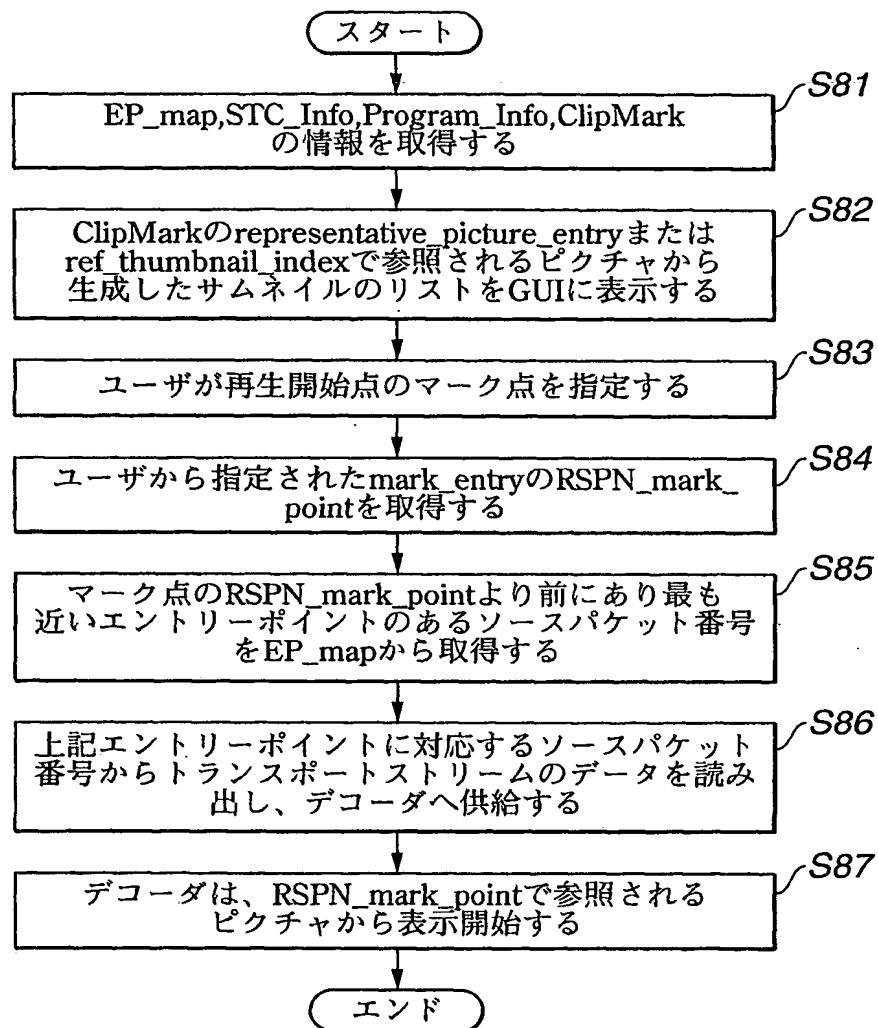 スタート
S81
EP_map,STC_Info,Program_Info,ClipMark
の情報を取得する
S82
ClipMarkのrepresentative_picture_entryまたは
ref_thumbnail_indexで参照されるピクチャから
生成したサムネイルのリストをGUIに表示する
S83
ユーザが再生開始点のマーク点を指定する
S84
ユーザから指定されたmark_entryのRSPN_mark_
pointを取得する
S85
マーク点のRSPN_mark_pointより前にあり最も
近いエントリーポイントのあるソースパケット番号
をEP_mapから取得する
S86
上記エントリーポイントに対応するソースパケット
番号からトランスポートストリームのデータを読み
出し、デコーダへ供給する
S87
デコーダは、RSPN_mark_pointで参照される
ピクチャから表示開始する
エンド